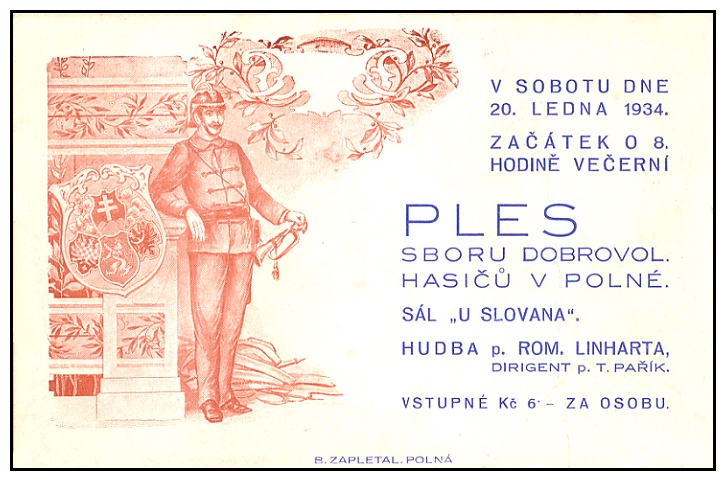 V SOBOTU DNE
20. LEDNA 1934.
ZAČÁTEK O 8.
HODINĚ VEČERNÍ
PLES
SBORU DOBROVOL.
HASIČŮ V POLNÉ.
SÁL „U SLOVANA“.
HUDBA p. ROM. LINHARTA,
DIRIGENT p. T. PAŘÍK.
VSTUPNÉ Kč 6·– ZA OSOBU.
B. ZAPLETAL. POLNÁ